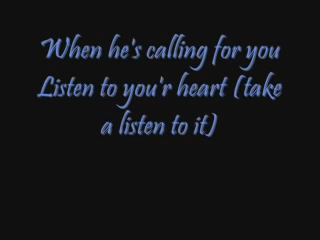 When he's calling for you
Listen to you'r heart (take
a listen to it)